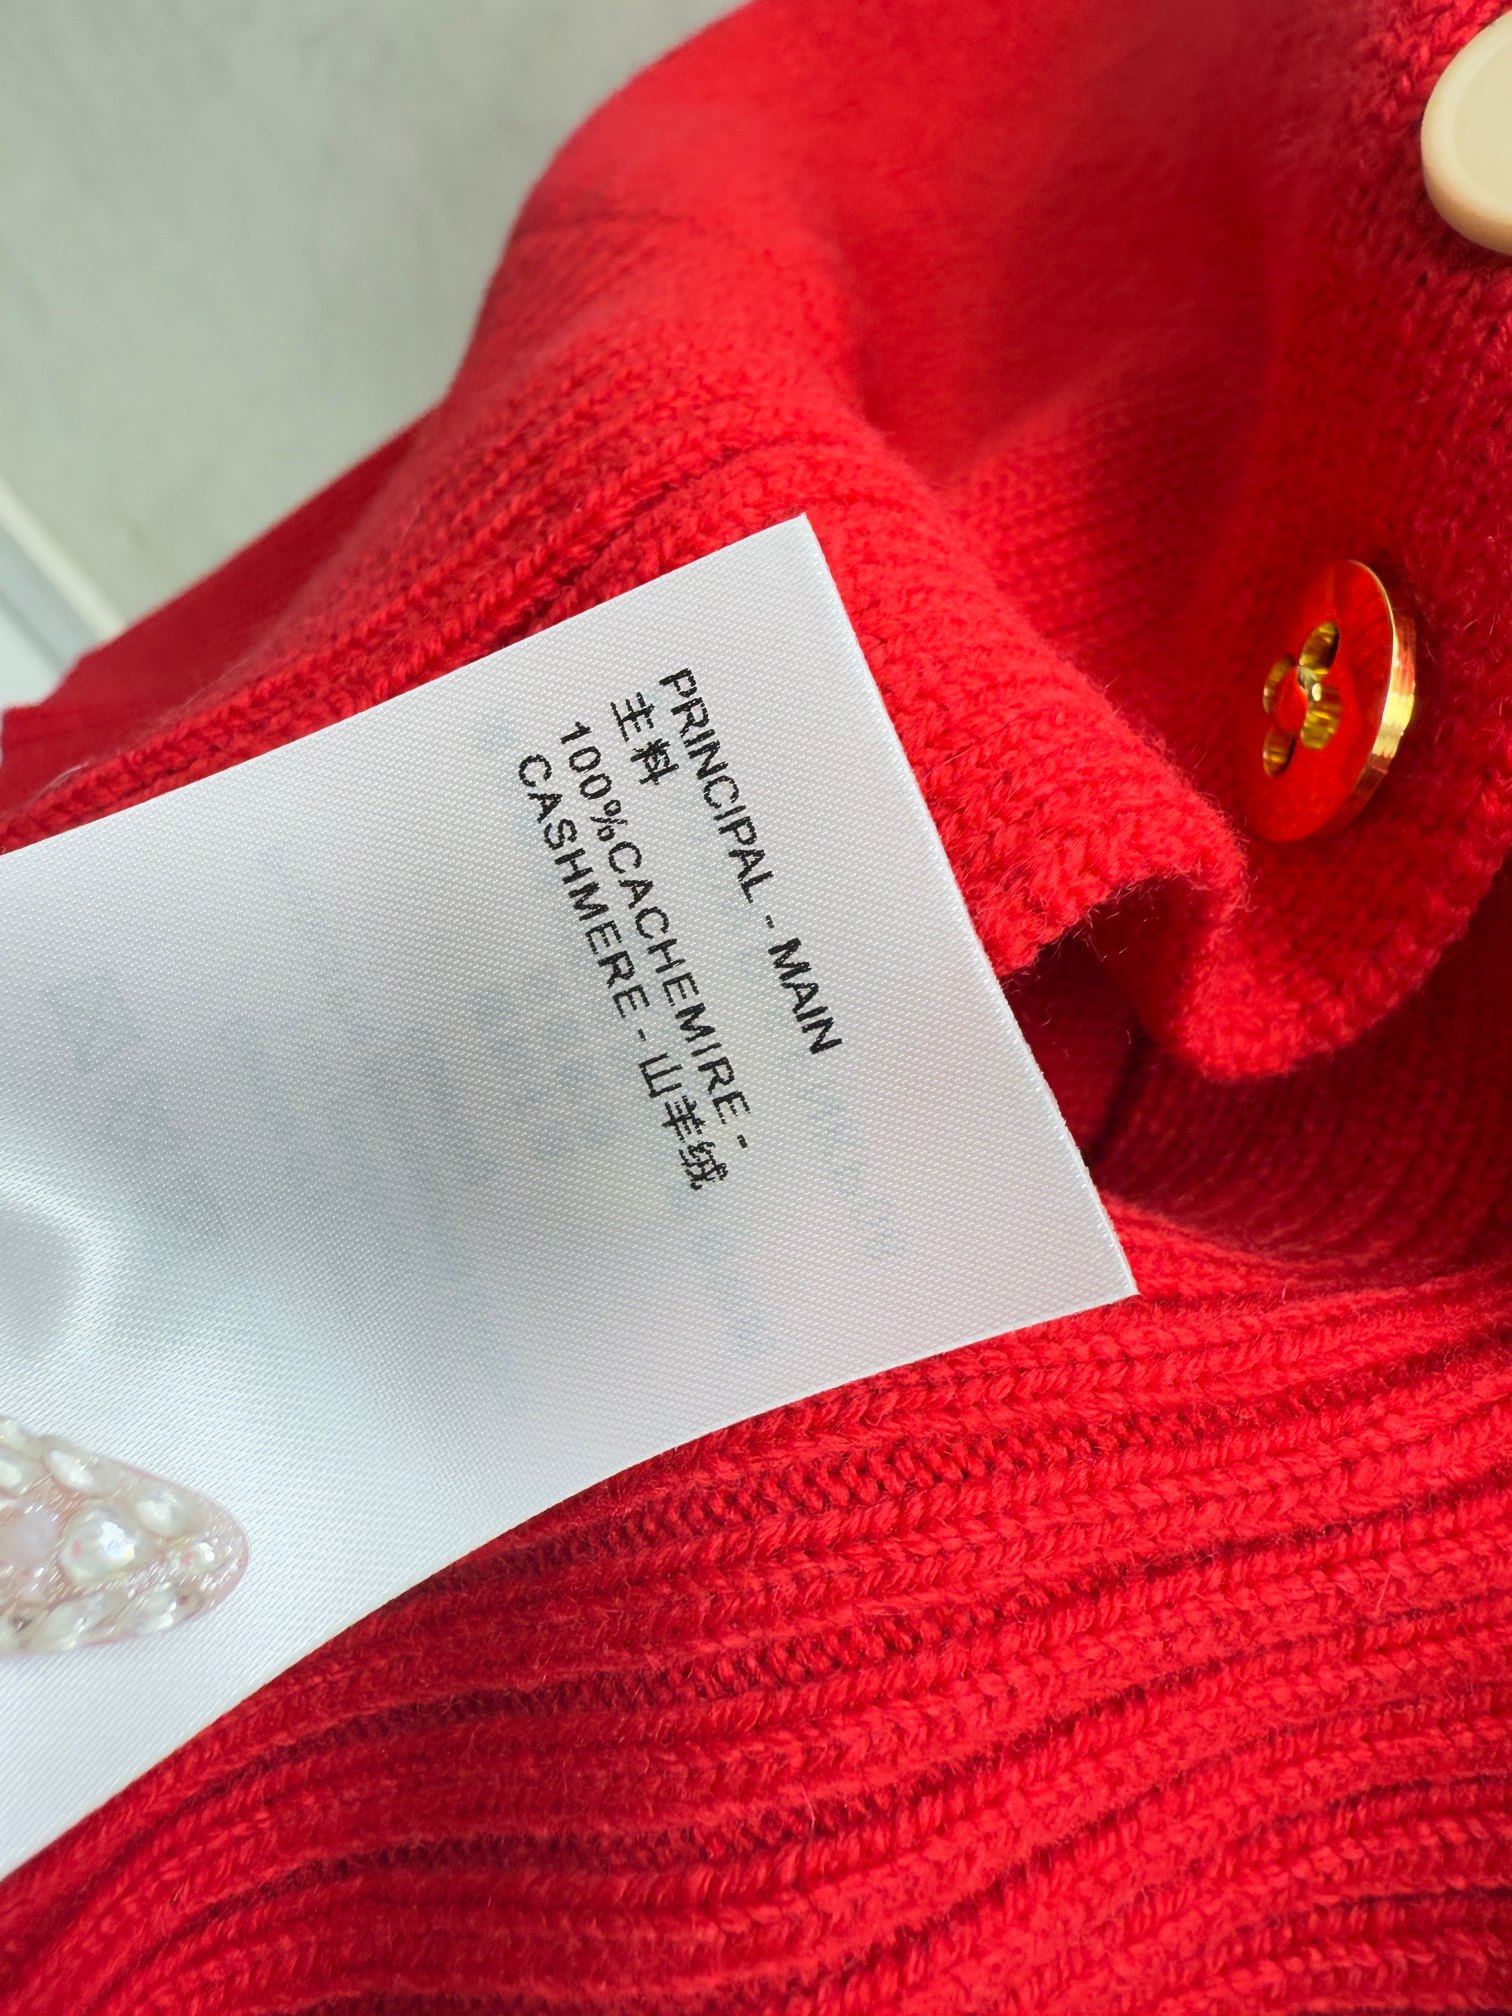 PRINCIPAL - MAIN
主料
100%CACHEMIRE -
CASHMERE - 山羊绒